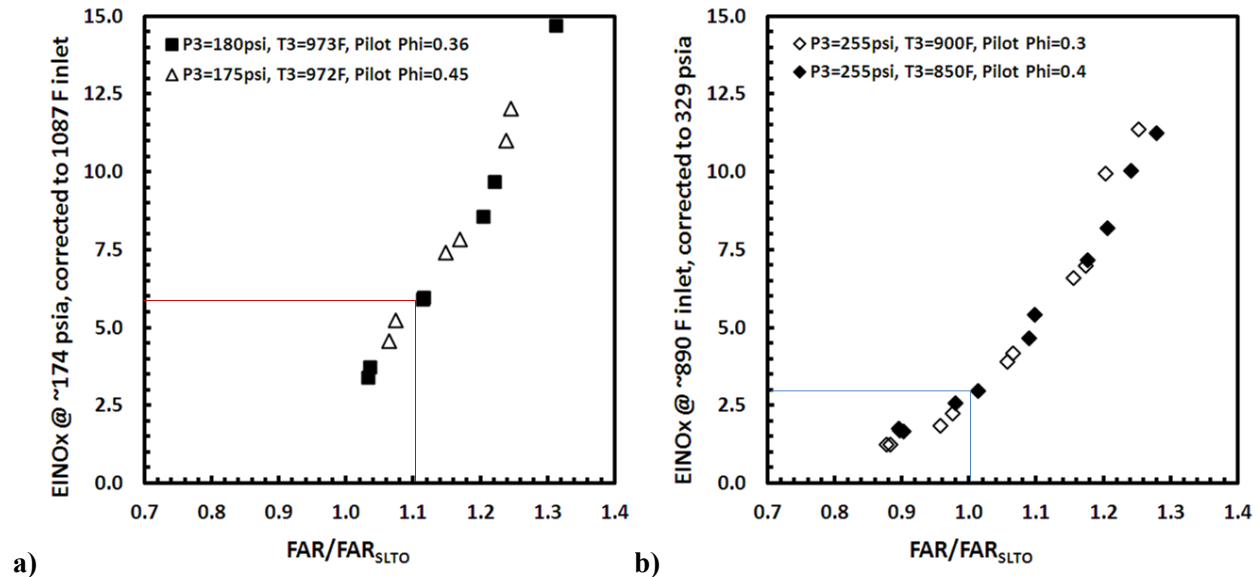 EINOx @ ~174 psia, corrected to 1087 F inlet
15.0
12.5
10.0
7.5
5.0
2.5
0.0
P3=180psi, T3=973F, Pilot Phi=0.36
P3=175psi, T3=972F, Pilot Phi=0.45
0.7 0.8 0.9 1.0 1.1 1.2 1.3 1.4
FAR/FARSLTO
a)
EINOx @ ~890 F inlet, corrected to 329 psia
15.0
12.5
10.0
7.5
5.0
2.5
0.0
P3=255psi, T3=900F, Pilot Phi=0.3
P3=255psi, T3=850F, Pilot Phi=0.4
0.7 0.8 0.9 1.0 1.1 1.2 1.3 1.4
FAR/FARSLTO
b)